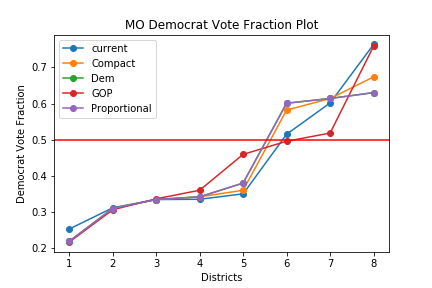 MO Democrat Vote Fraction Plot
current
Compact
Dem
GOP
Proportional
Democrat Vote Fraction
0.7
0.6
0.5
0.4
0.3
0.2
1 2 3 4 5 6 7 8
Districts